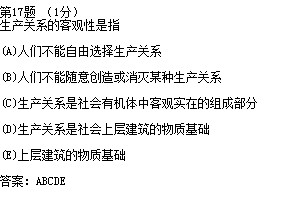 第17题 （1分）
生产关系的客观性是指
(A)人们不能自由选择生产关系
(B)人们不能随意创造或消灭某种生产关系
(C)生产关系是社会有机体中客观实在的组成部分
(D)生产关系是社会上层建筑的物质基础
(E)上层建筑的物质基础
答案：ABCDE